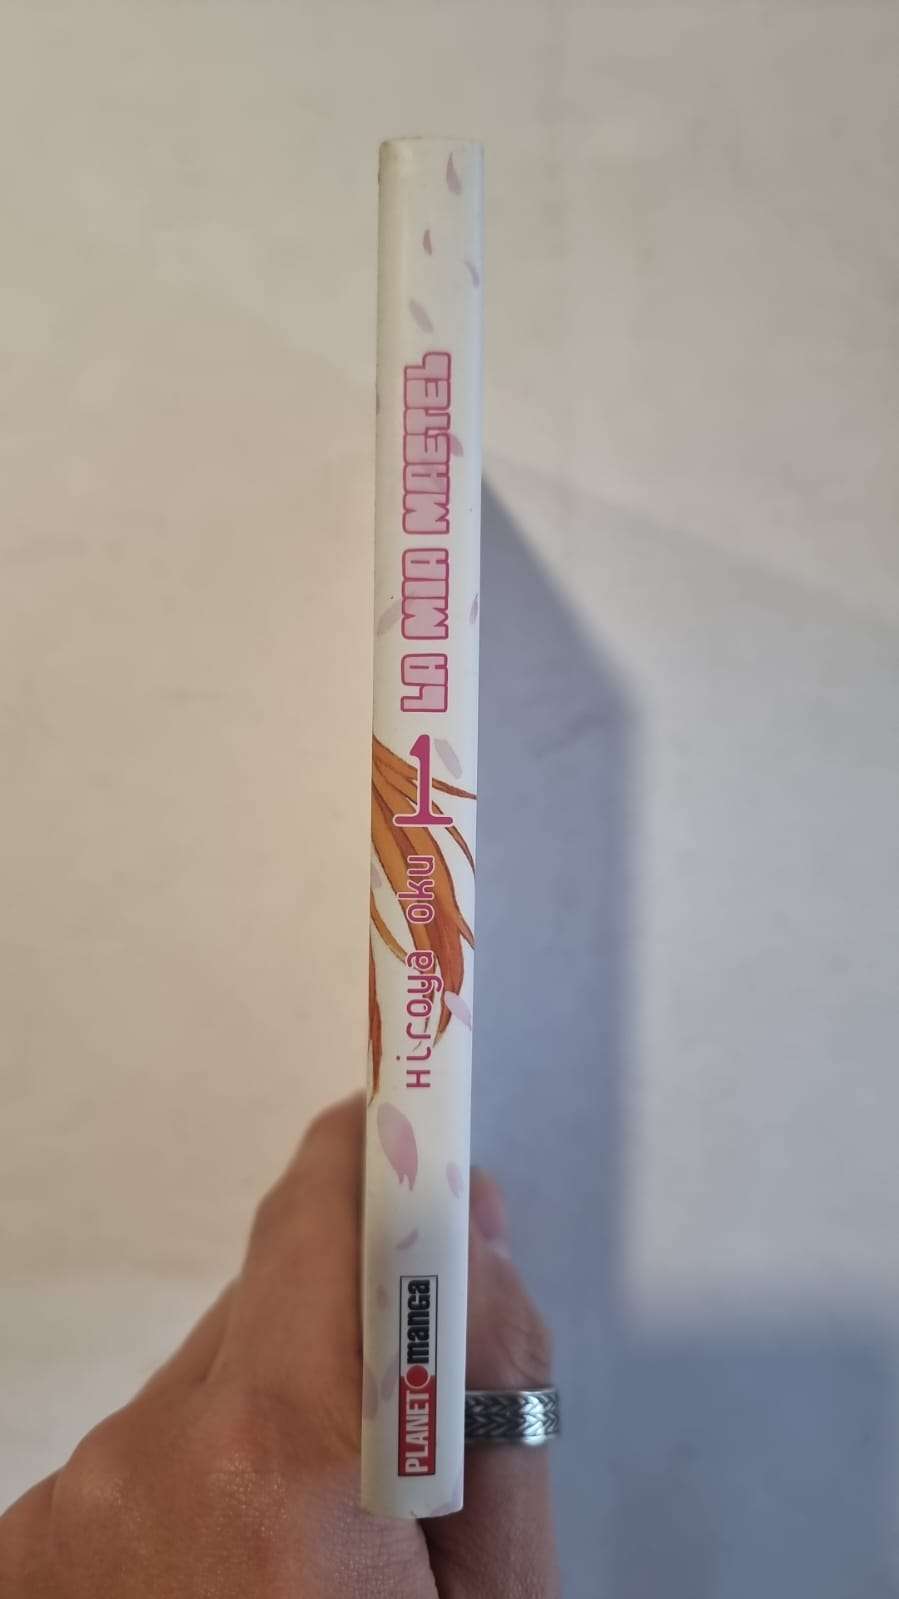 LA MIA MAETEL
1
Hiroya Oku
PLANET manga